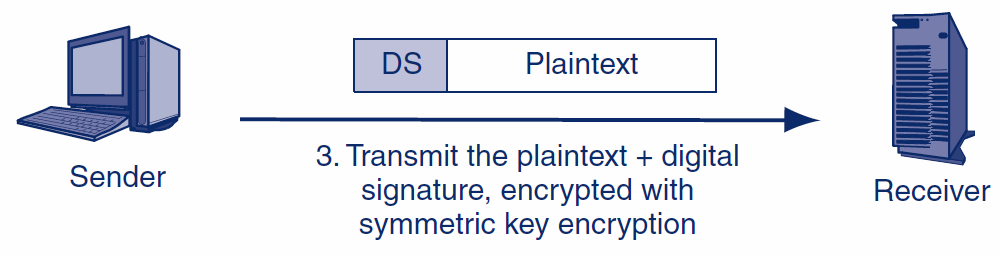 DS
Plaintext
Sender
3. Transmit the plaintext + digital
signature, encrypted with
symmetric key encryption
Receiver